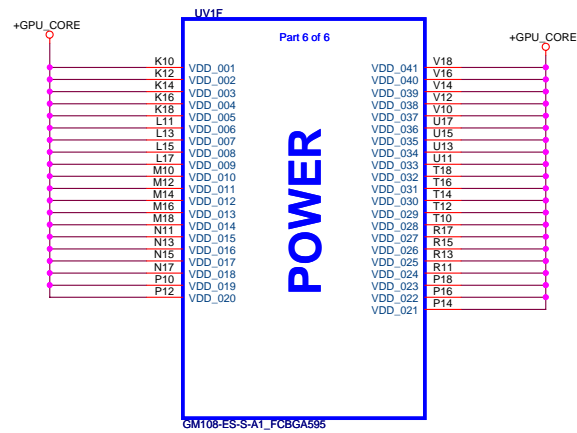 UV1F
+GPU_CORE
Part 6 of 6
+GPU_CORE
K10 VDD_001
K12 VDD_002
K14 VDD_003
K16 VDD_004
K18 VDD_005
L11 VDD_006
L13 VDD_007
L15 VDD_008
L17 VDD_009
M10 VDD_010
M12 VDD_011
M14 VDD_012
M16 VDD_013
M18 VDD_014
N11 VDD_015
N13 VDD_016
N15 VDD_017
N17 VDD_018
P10 VDD_019
P12 VDD_020
POWER
VDD_041 V18
VDD_040 V16
VDD_039 V14
VDD_038 V12
VDD_037 V10
VDD_036 U17
VDD_035 U15
VDD_034 U13
VDD_033 U11
VDD_032 T18
VDD_031 T16
VDD_030 T14
VDD_029 T12
VDD_028 T10
VDD_027 R17
VDD_026 R15
VDD_025 R13
VDD_024 R11
VDD_023 P18
VDD_022 P16
VDD_021 P14
GM108-ES-S-A1_FCBGA595